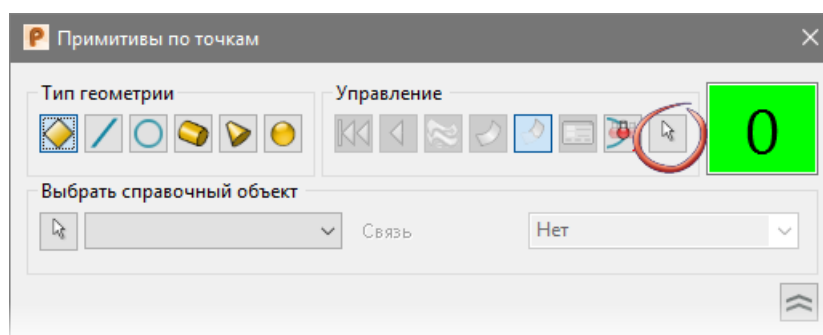 Примитивы по точкам
Тип геометрии
Управление
0
Выбрать справочный объект
Связь
Нет